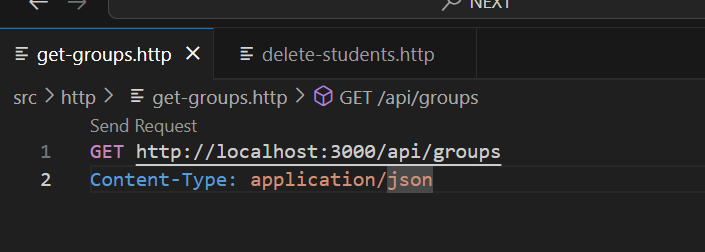 NEXT
get-groups.http delete-students.http
src http get-groups.http GET /api/groups
Send Request
1 GET http://localhost:3000/api/groups
2 Content-Type: application/json